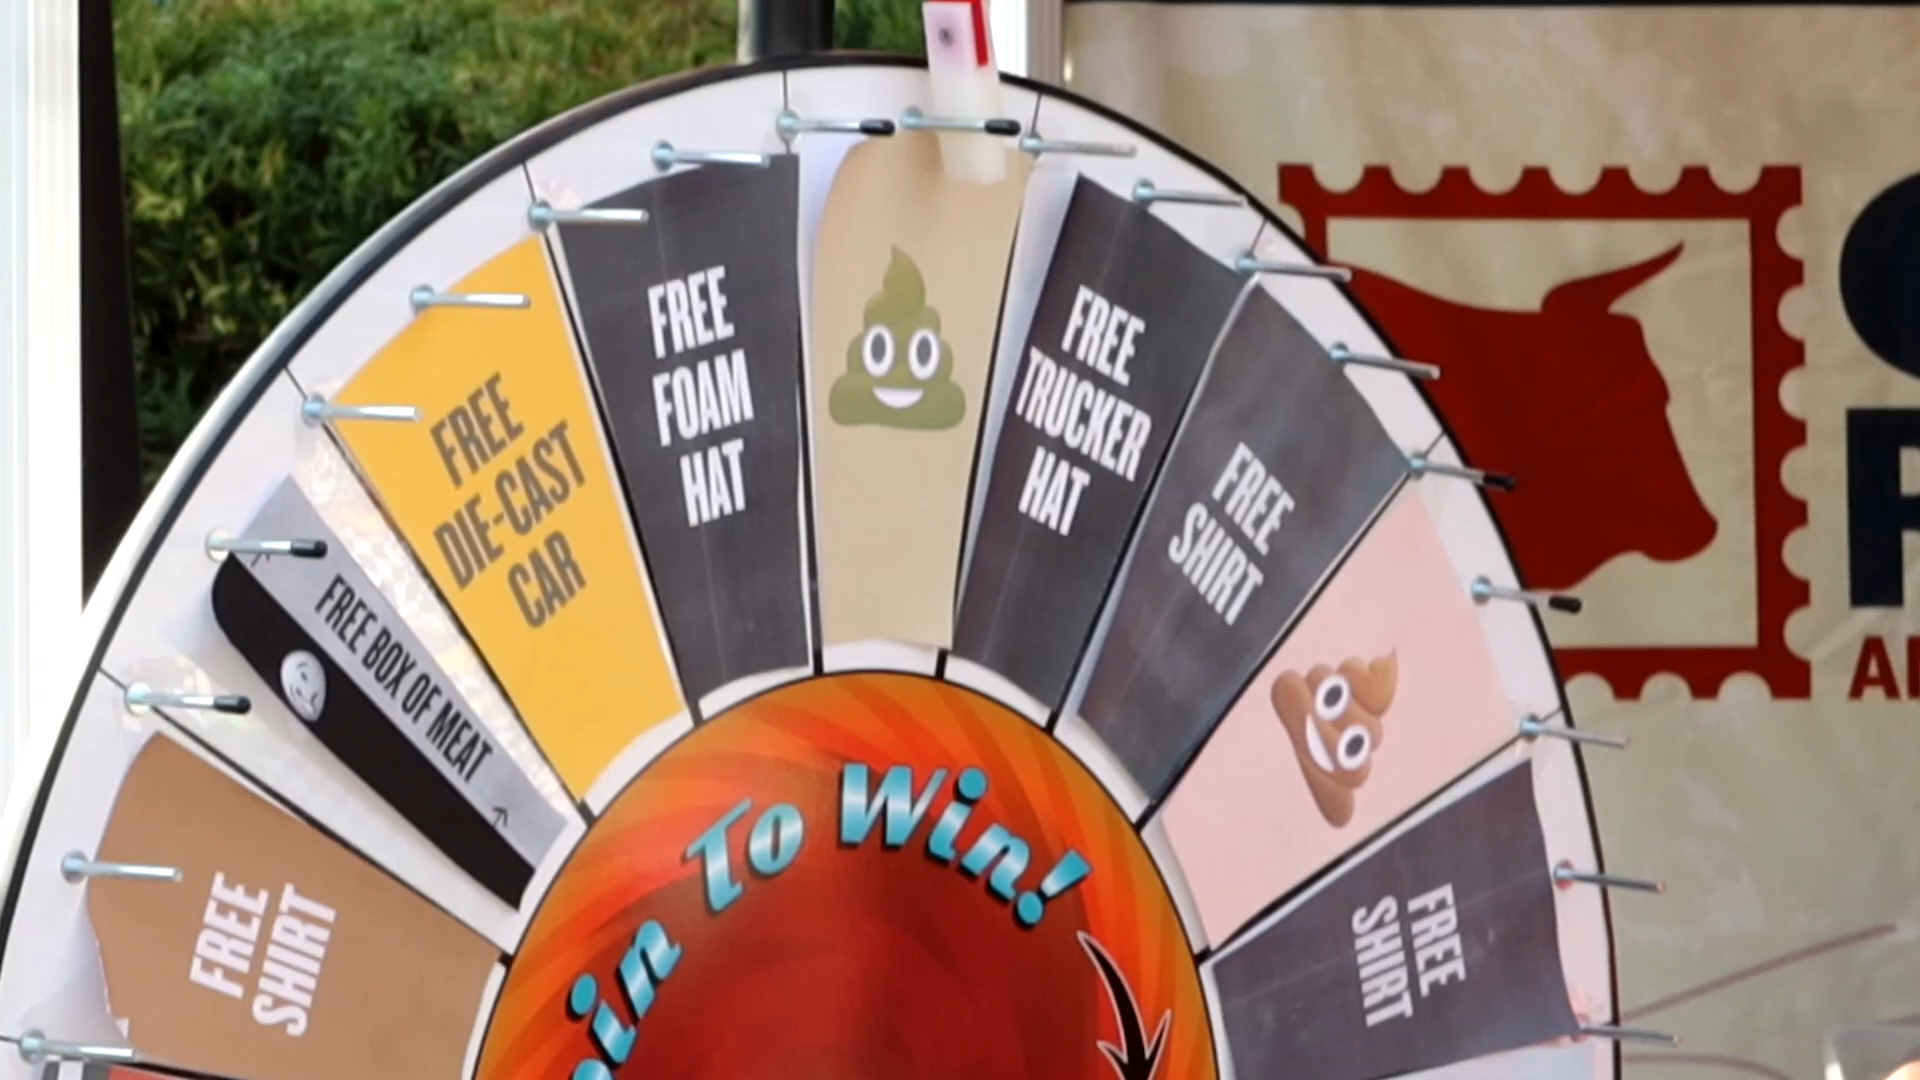 FREE
SHIRT
FREE BOX OF MEAT
FREE
DIE-CAST
CAR
FREE
FOAM
HAT
FREE
TRUCKER
HAT
FREE
SHIRT
FREE
SHIRT
To Win!